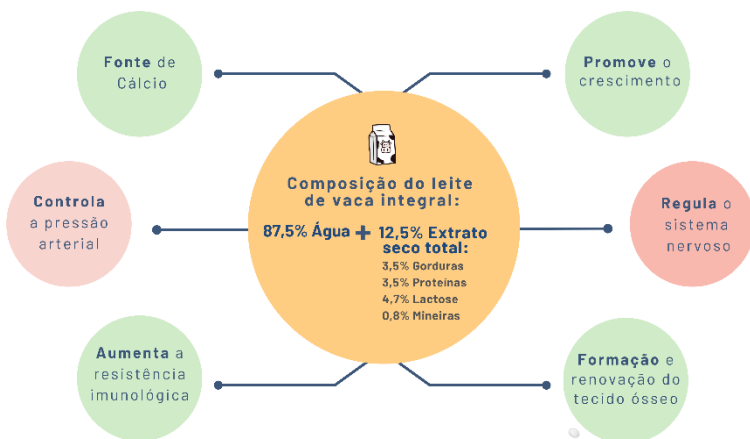 Fonte de
Cálcio
Promove o
crescimento
Composição do leite
de vaca integral:
87,5% Água + 12,5% Extrato
seco total:
3,5% Gorduras
3,5% Proteínas
4,7% Lactose
0,8% Mineiras
Controla
a pressão
arterial
Regula o
sistema
nervoso
Aumenta a
resistência
imunológica
Formação e
renovação do
tecido ósseo